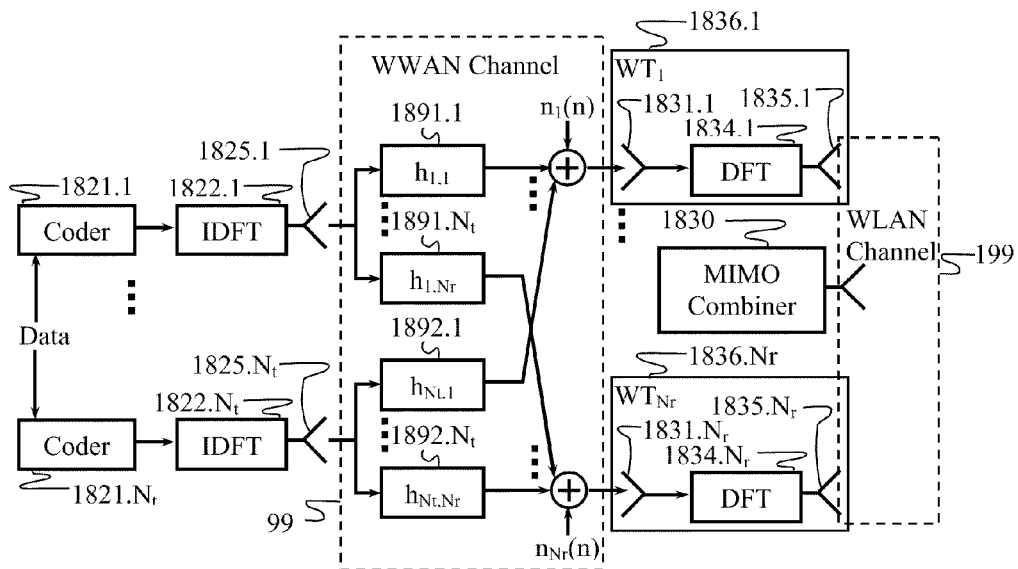 1836.1
WWAN Channel
WT1
1831.1
1835.1
1891.1
n1(n)
1834.1
1825.1
1821.1
1822.1
h1,1
DFT
Coder
IDFT
1891.Nt
1830
WLAN
Channel
199
h1,Nr
MIMO
Combiner
Data
1892.1
1825.Nt
1836.Nr
1822.Nt
hNt,1
WTNr
1835.Nr
1831.Nr
1892.Nt
1834.Nr
Coder
IDFT
1821.Nt
hNt,Nr
DFT
99
nNr(n)